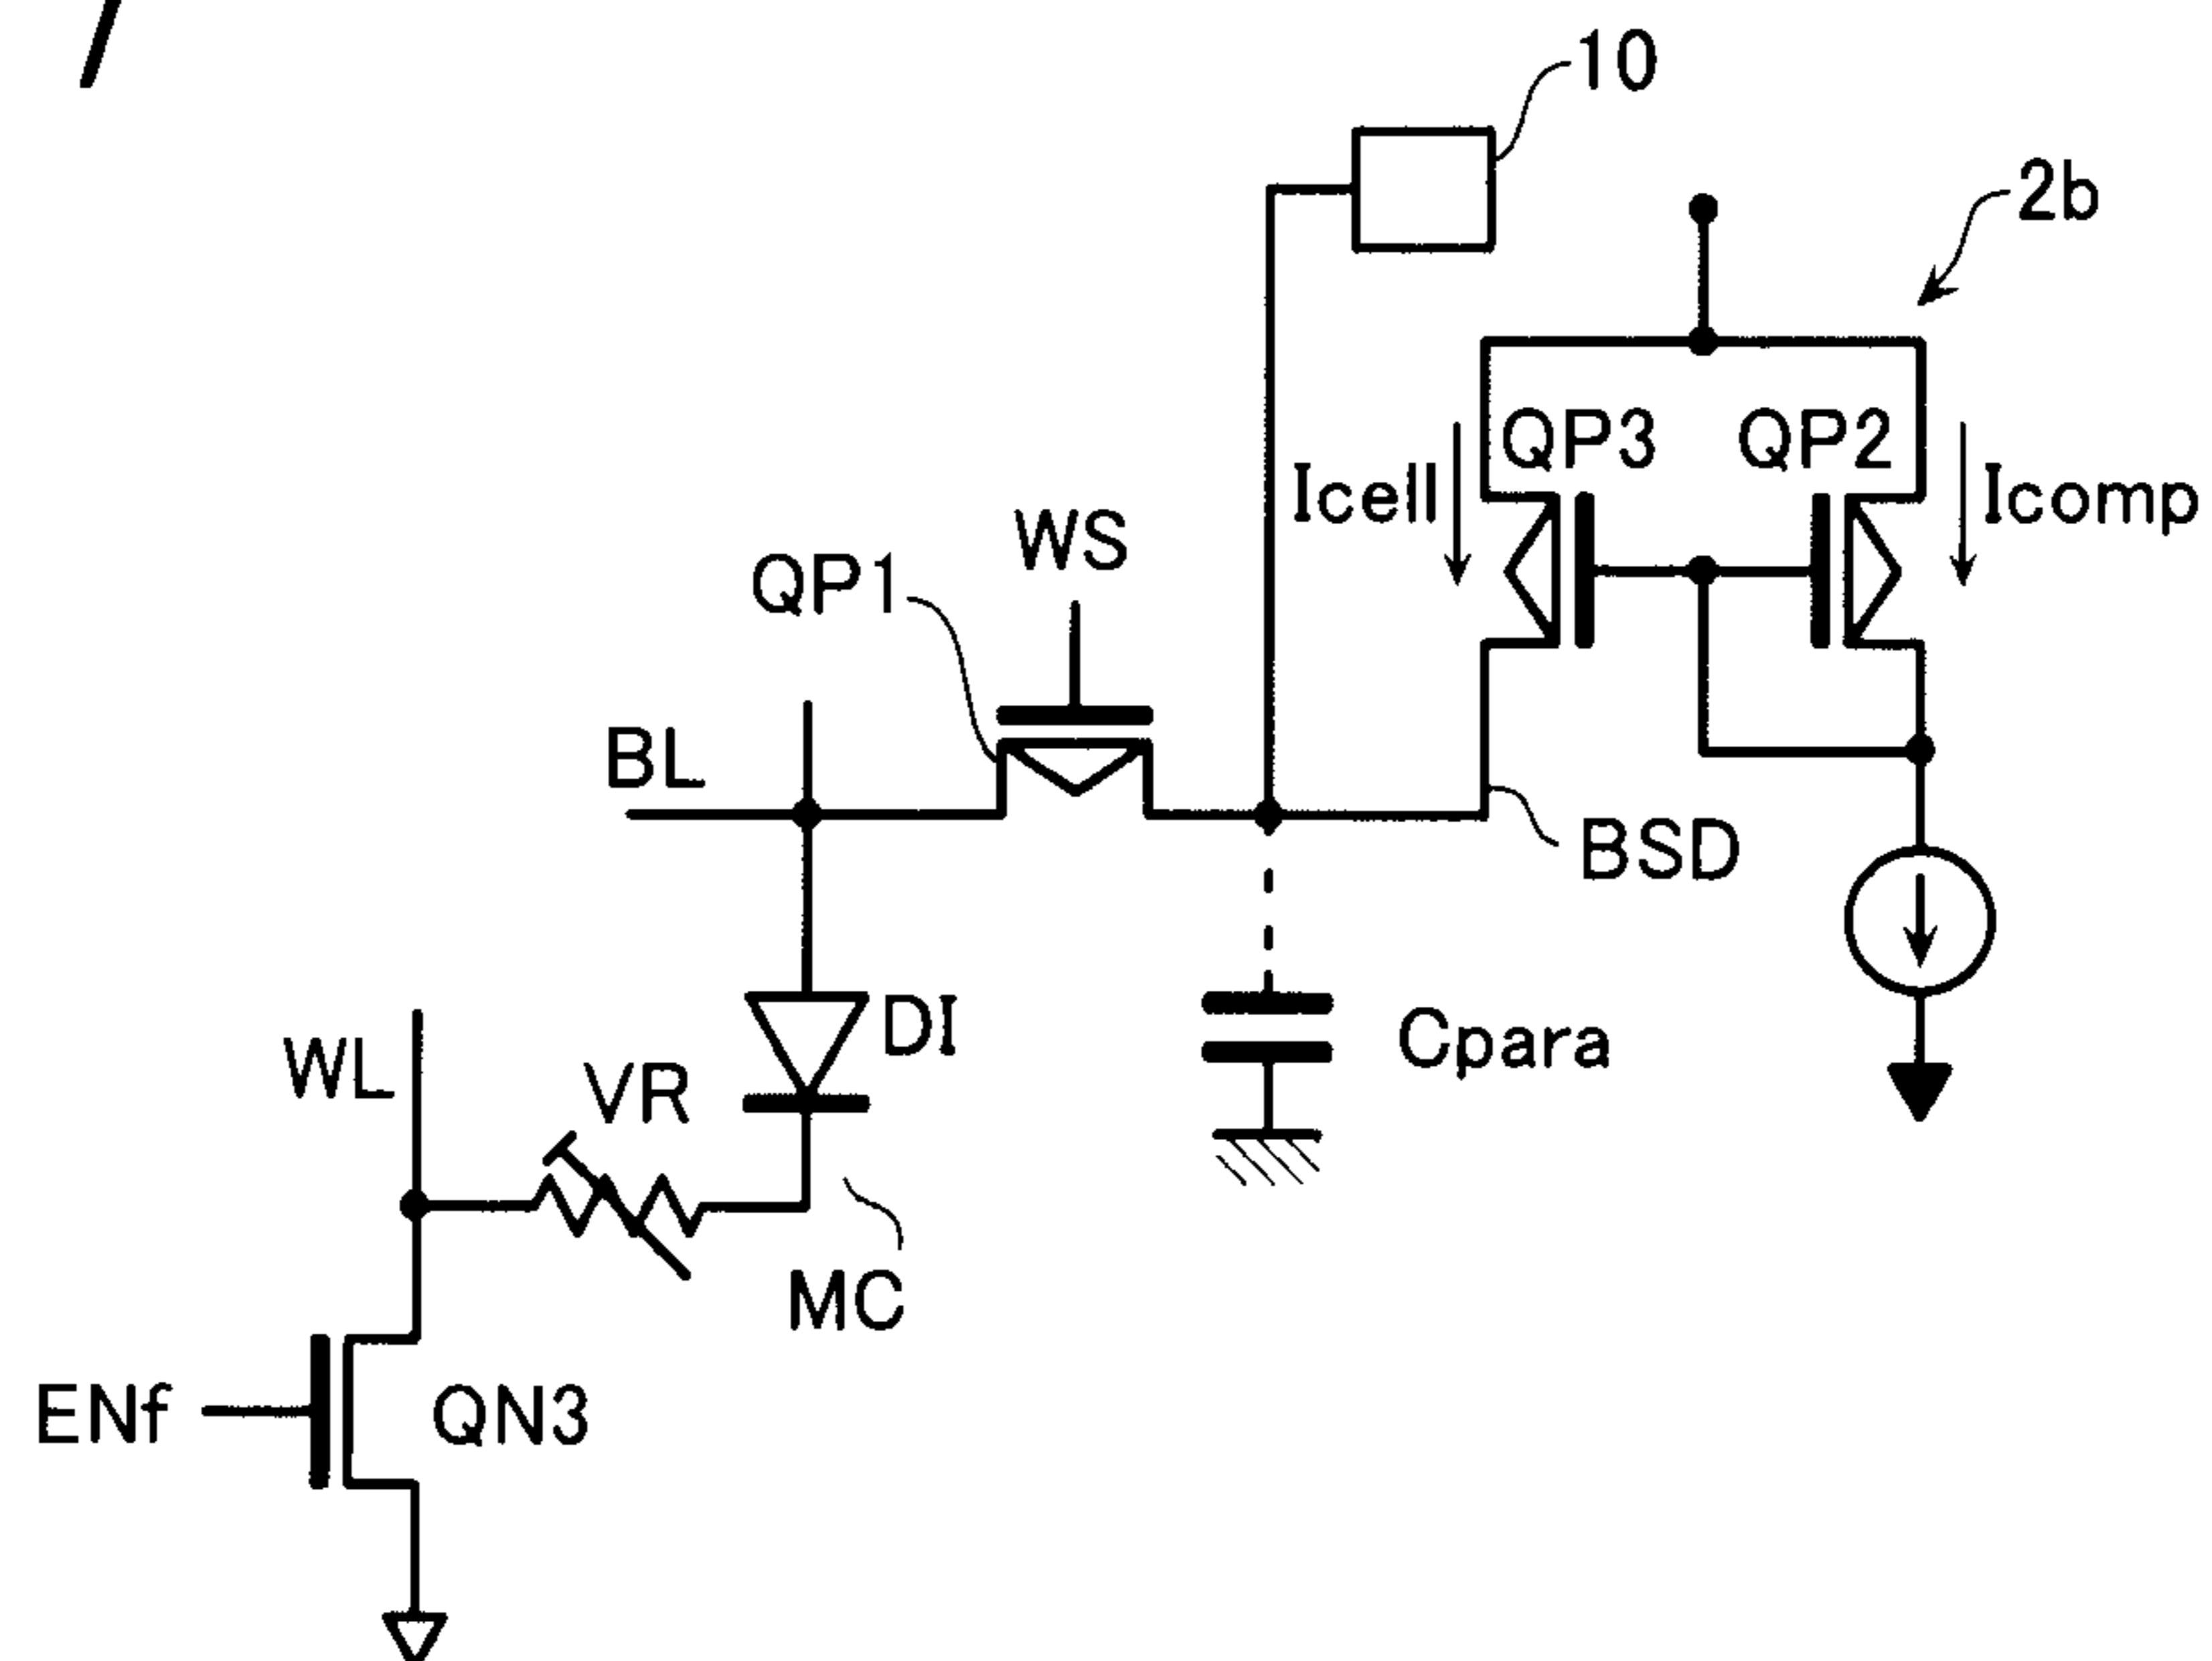 10
2b
QP3
QP2
Icell
Icomp
WS
QP1
BL
BSD
DI
Cpara
WL
VR
MC
ENf
QN3